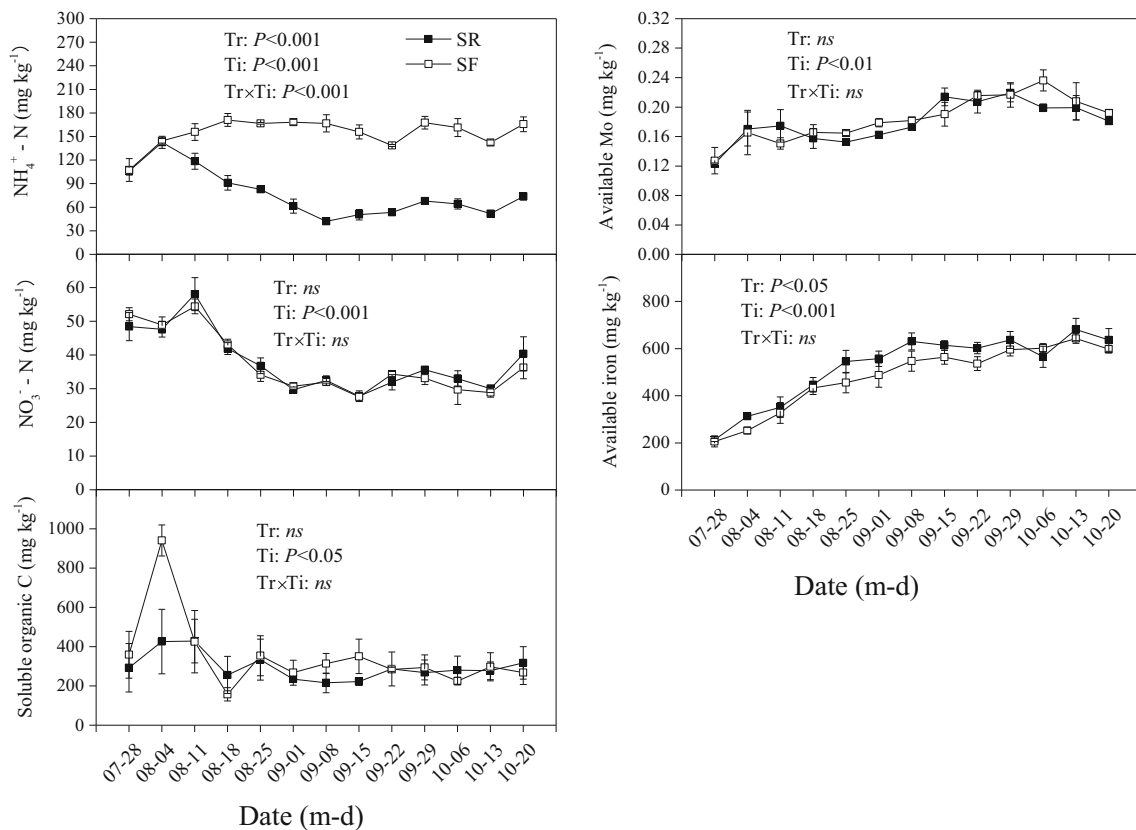 NH₄⁺ - N (mg kg⁻¹)
300
270
240
210
180
150
120
90
60
30
0
Tr: P<0.001
Ti: P<0.001
Tr×Ti: P<0.001
SR
SF
NO₃⁻ - N (mg kg⁻¹)
60
50
40
30
20
10
0
Tr: ns
Ti: P<0.001
Tr×Ti: ns
Soluble organic C (mg kg⁻¹)
1000
800
600
400
200
0
Tr: ns
Ti: P<0.05
Tr×Ti: ns
07-28
08-04
08-11
08-18
08-25
09-01
09-08
09-15
09-22
09-29
10-06
10-13
10-20
Date (m-d)
Available Mo (mg kg⁻¹)
0.32
0.28
0.24
0.20
0.16
0.12
0.08
0.04
0.00
Tr: ns
Ti: P<0.01
Tr×Ti: ns
Available iron (mg kg⁻¹)
800
600
400
200
0
Tr: P<0.05
Ti: P<0.001
Tr×Ti: ns
07-28
08-04
08-11
08-18
08-25
09-01
09-08
09-15
09-22
09-29
10-06
10-13
10-20
Date (m-d)